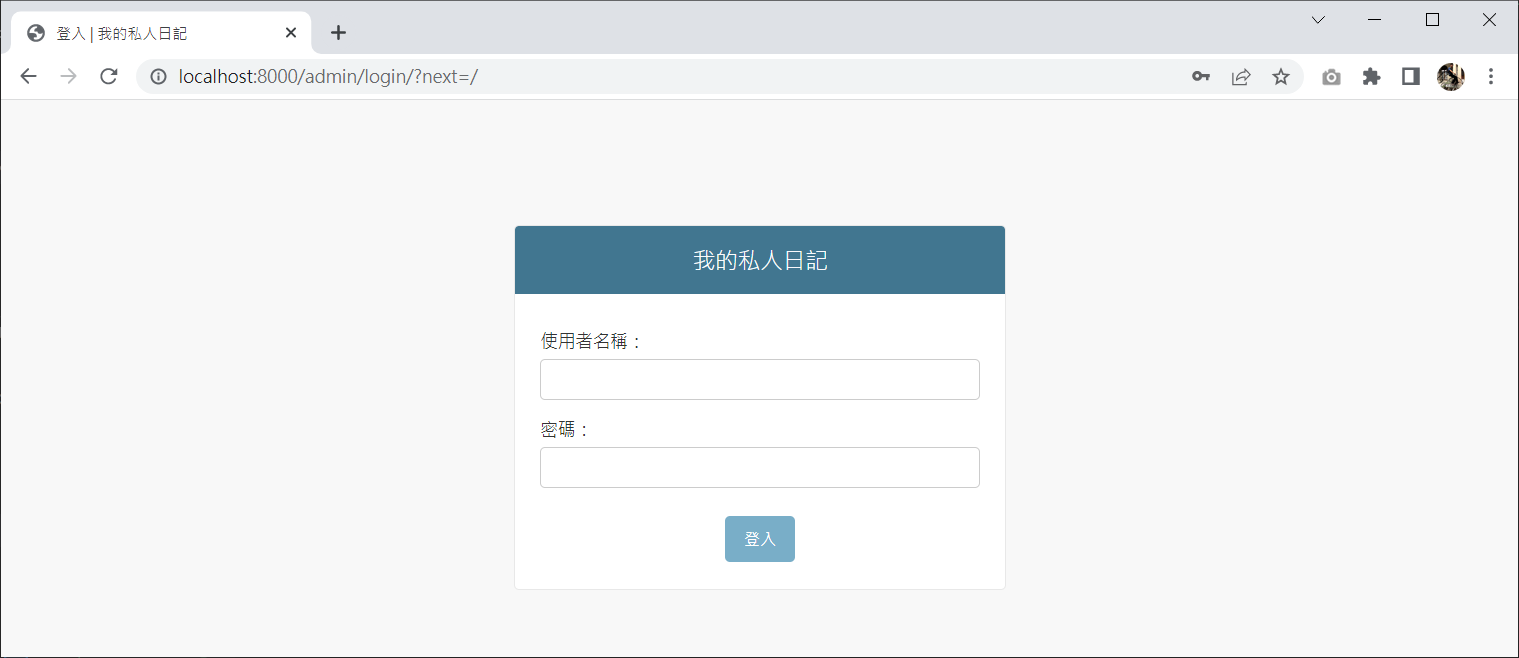 登入 | 我的私人日記
localhost:8000/admin/login/?next=/
我的私人日記
使用者名稱：
密碼：
登入